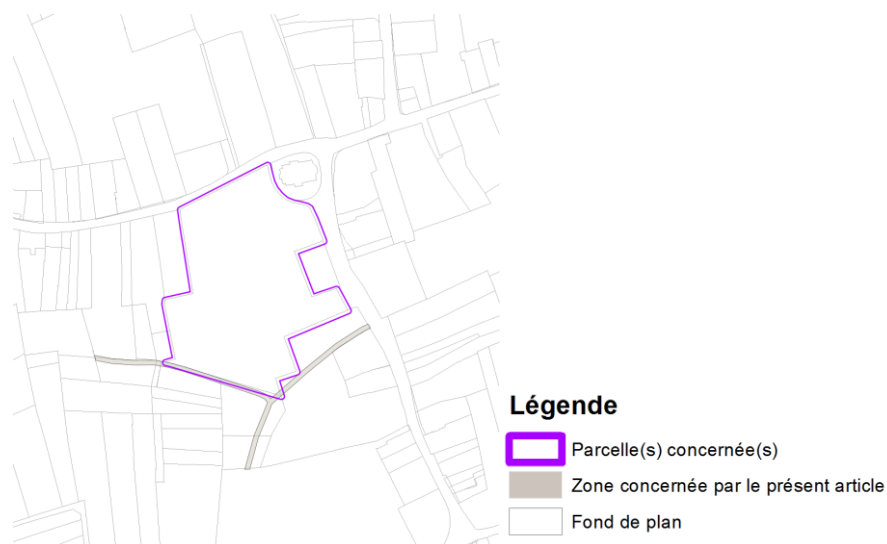 Légende
Parcelle(s) concernée(s)
Zone concernée par le présent article
Fond de plan